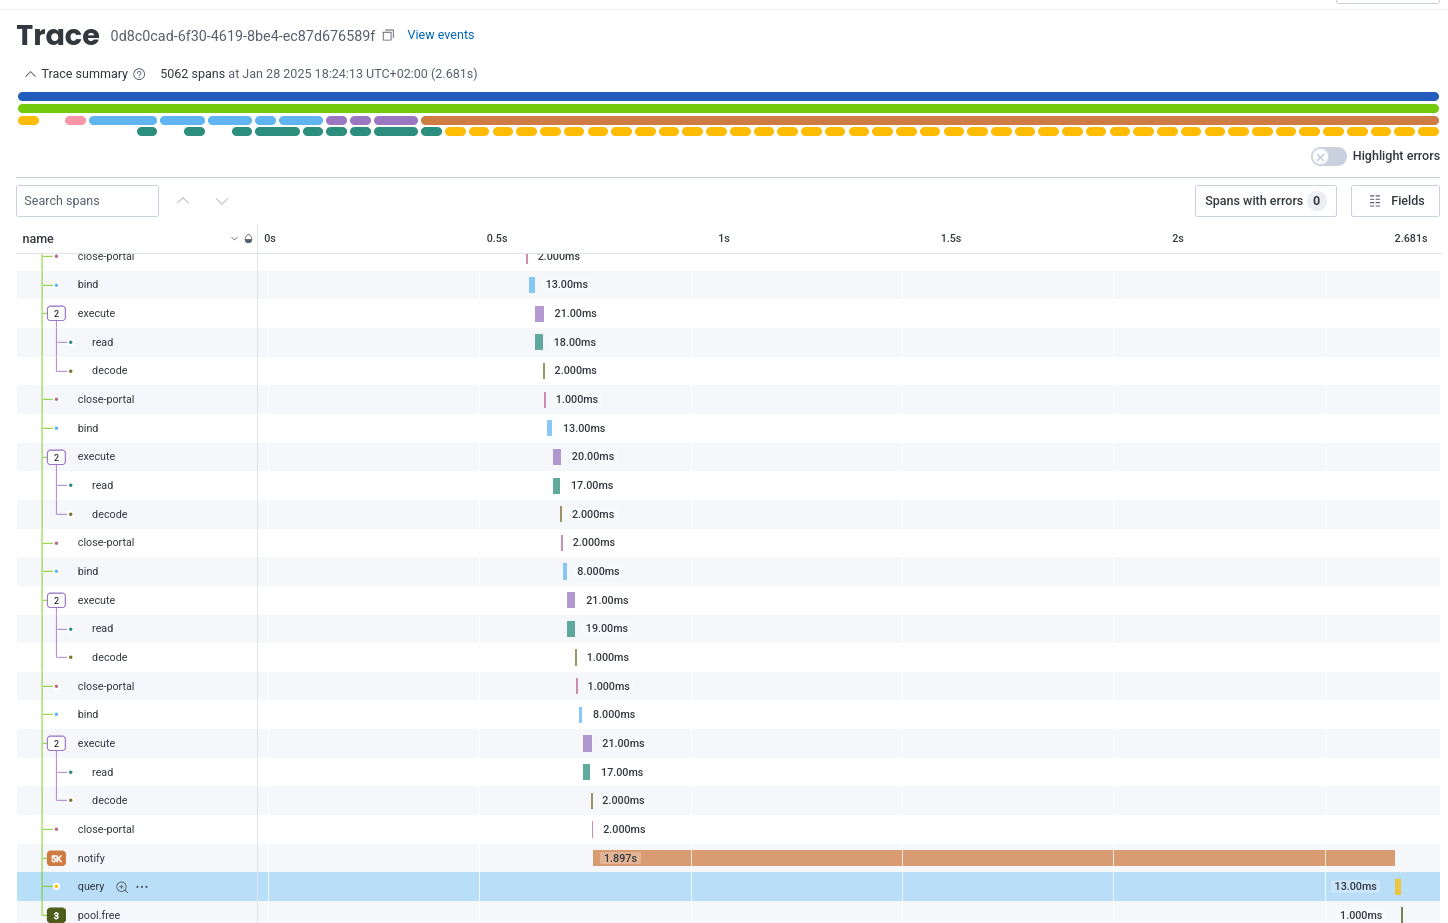 Trace 0d8c0cad-6f30-4619-8be4-ec87d676589f View events
Trace summary 5062 spans at Jan 28 2025 18:24:13 UTC+02:00 (2.681s)
Highlight errors
Search spans Spans with errors 0 Fields
name 0s 0.5s 1s 1.5s 2s 2.681s
close-portal 2.000ms
bind 13.00ms
2 execute 21.00ms
read 18.00ms
decode 2.000ms
close-portal 1.000ms
bind 13.00ms
2 execute 20.00ms
read 17.00ms
decode 2.000ms
close-portal 2.000ms
bind 8.000ms
2 execute 21.00ms
read 19.00ms
decode 1.000ms
close-portal 1.000ms
bind 8.000ms
2 execute 21.00ms
read 17.00ms
decode 2.000ms
close-portal 2.000ms
5K notify 1.897s
query 13.00ms
3 pool.free 1.000ms